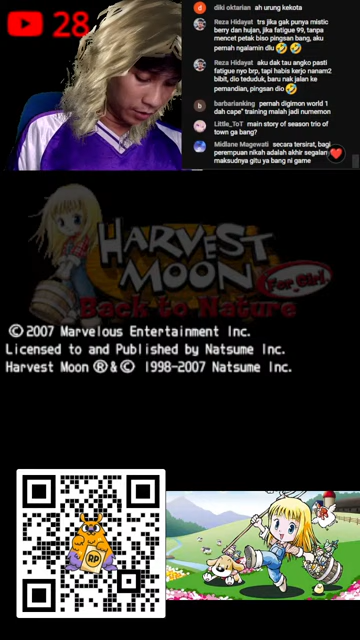 28
diki oktarian ah urung kekota
Reza Hidayat trs jika gak punya mistic
berry dan hujan, jika fatigue 99, tanpa
mencet petak biso pingsan bang, aku
pernah ngalamin dlu
Reza Hidayat aku dak tau angko pasti
fatigue nyo brp, tapi habis kerjo nanam2
bibit, dio teduduk, baru nak jalan ke
pemandian, pingsan dio
barbarianking pernah digimon world 1
dah cape" training malah jadi numemon
Little_ToT main story of season trio of
town ga bang?
Midlane Magewati secara tersirat, bagi
perempuan nikah adalah akhir segalan
maksudnya gitu ya bang ni game
HARVEST
MOON
For Girl
Back to Nature
© 2007 Marvelous Entertainment Inc.
Licensed to and Published by Natsume Inc.
Harvest Moon ® & © 1998-2007 Natsume Inc.
RP